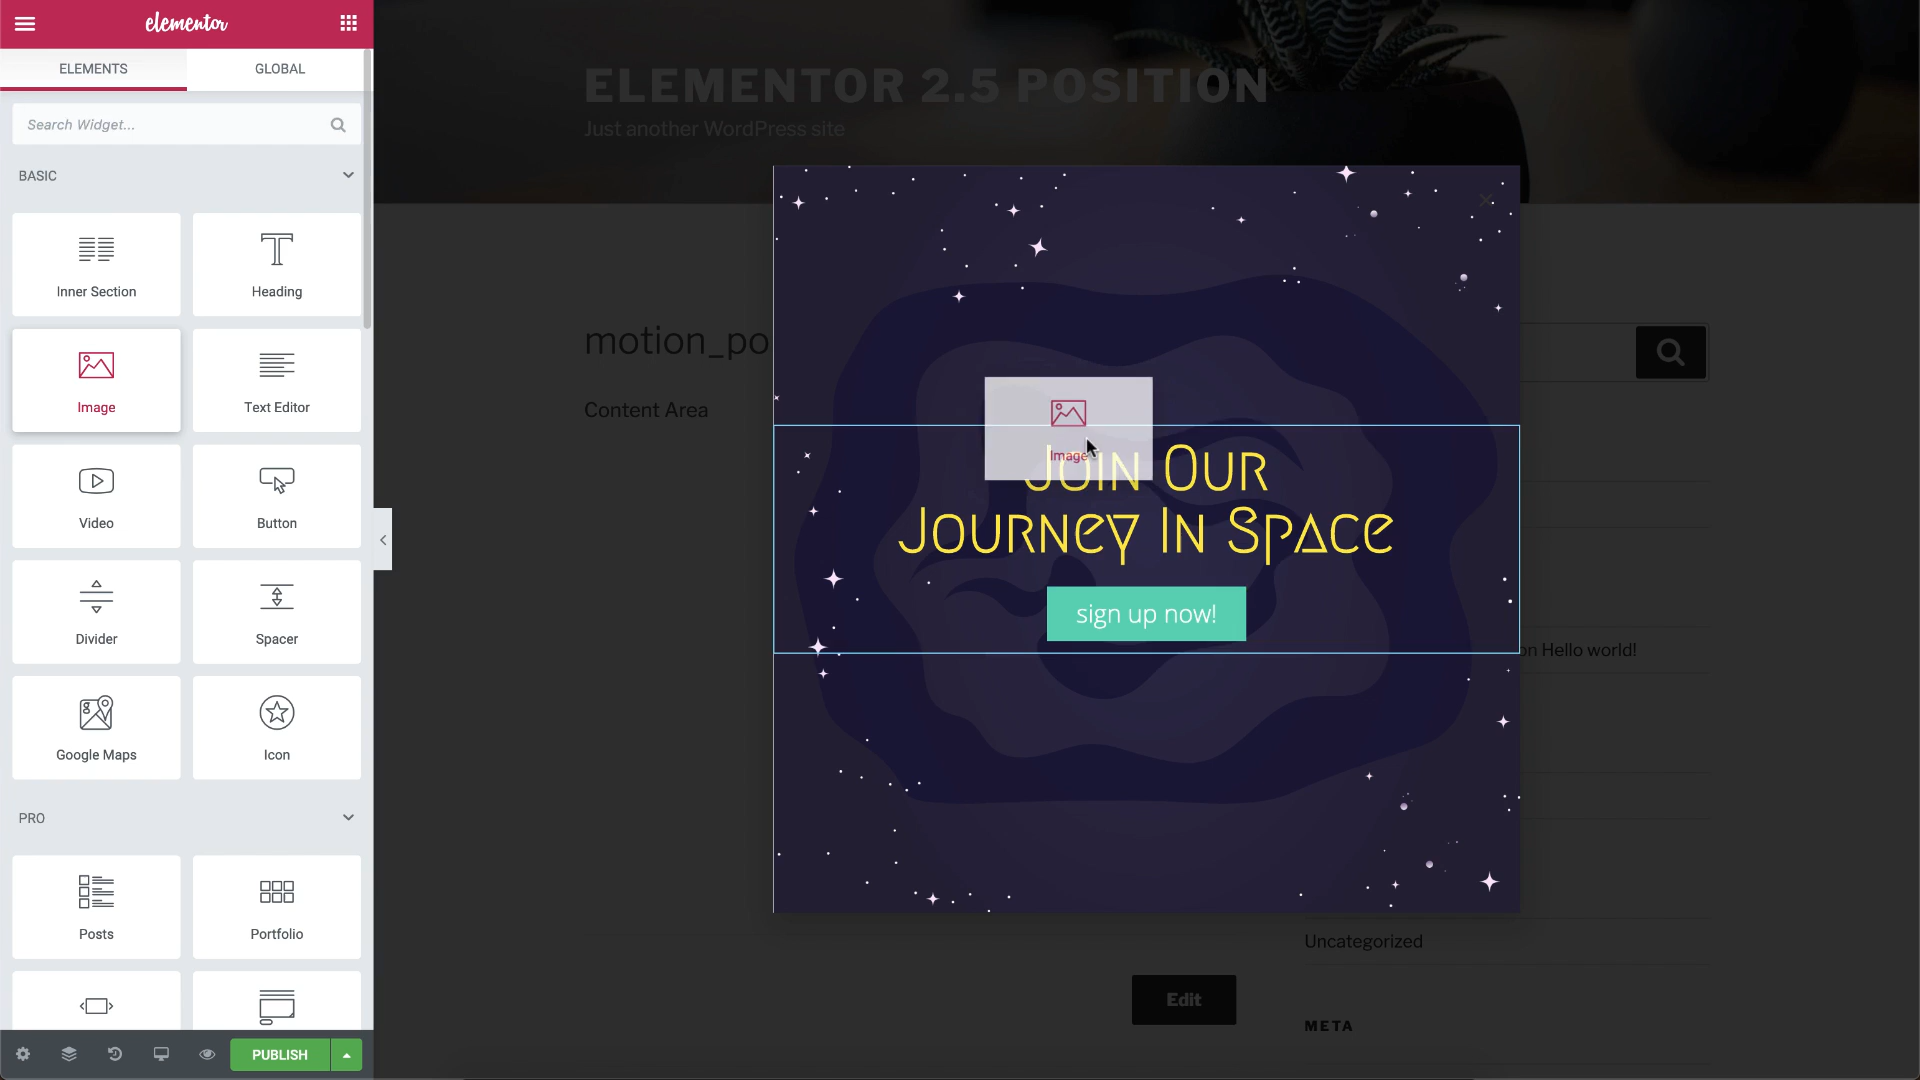 elementor
ELEMENTS
GLOBAL
Search Widget...
BASIC
Inner Section
Heading
Image
Text Editor
Video
Button
Divider
Spacer
Google Maps
Icon
PRO
Posts
Portfolio
PUBLISH
ELEMENTOR 2.5 POSITION
Just another WordPress site
motion_po
Content Area
Image
Join Our
Journey In Space
sign up now!
on Hello world!
Uncategorized
Edit
META